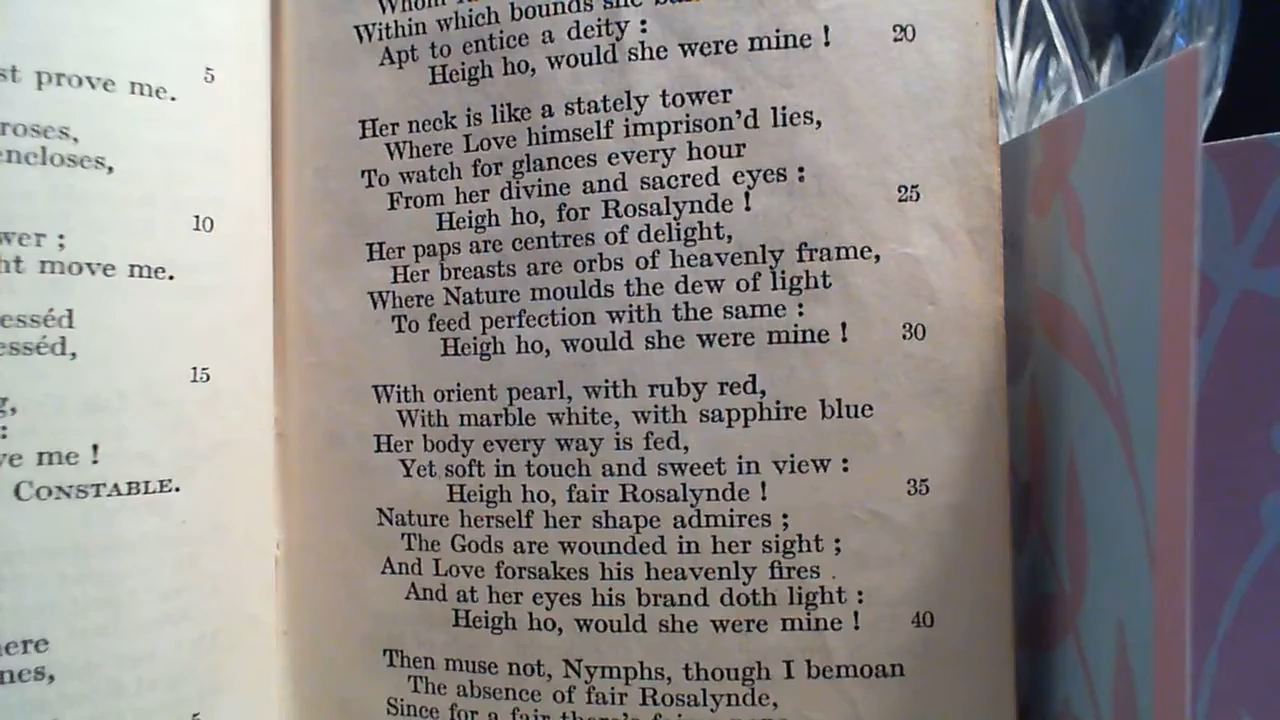 st prove me. 5
roses,
encloses,
10
wer ;
ht move me.
esséd
esséd,
15
g,
:
ve me !
CONSTABLE.
ere
nes,
5
Within which bounds she
Apt to entice a deity :
Heigh ho, would she were mine ! 20
Her neck is like a stately tower
Where Love himself imprison'd lies,
To watch for glances every hour
From her divine and sacred eyes :
Heigh ho, for Rosalynde ! 25
Her paps are centres of delight,
Her breasts are orbs of heavenly frame,
Where Nature moulds the dew of light
To feed perfection with the same :
Heigh ho, would she were mine ! 30
With orient pearl, with ruby red,
With marble white, with sapphire blue
Her body every way is fed,
Yet soft in touch and sweet in view :
Heigh ho, fair Rosalynde ! 35
Nature herself her shape admires ;
The Gods are wounded in her sight ;
And Love forsakes his heavenly fires .
And at her eyes his brand doth light :
Heigh ho, would she were mine ! 40
Then muse not, Nymphs, though I bemoan
The absence of fair Rosalynde,
Since for a fair there's